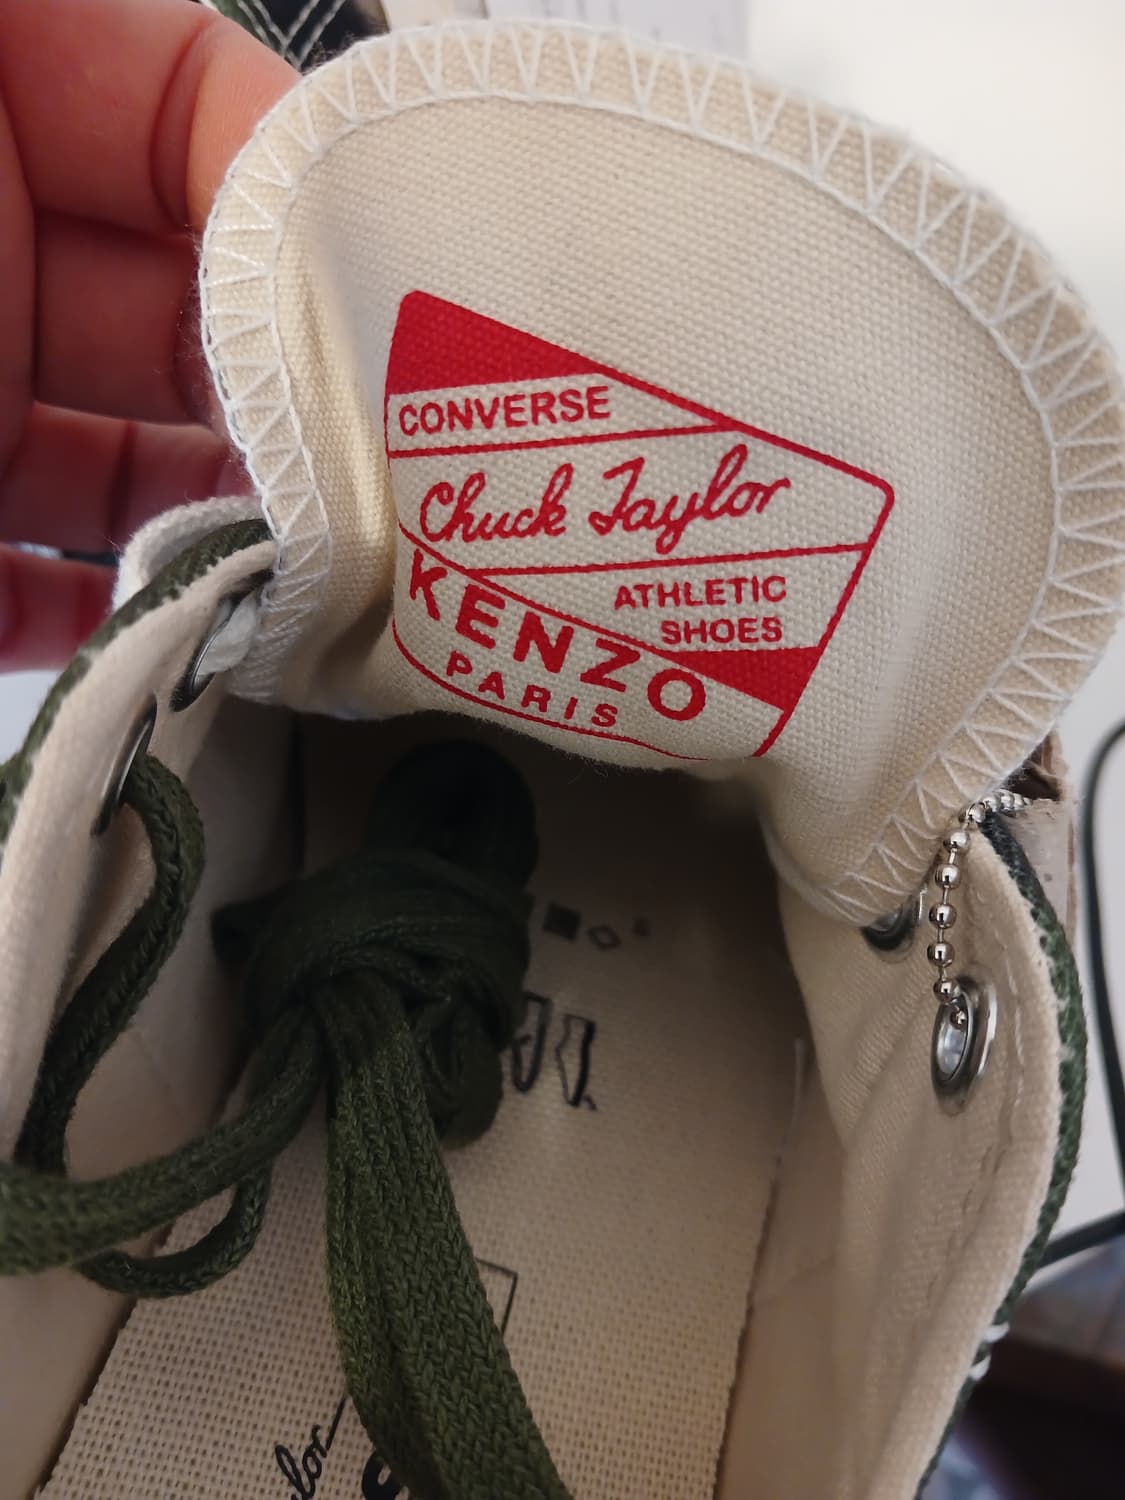 CONVERSE
Chuck Taylor
ATHLETIC
SHOES
KENZO
PARIS